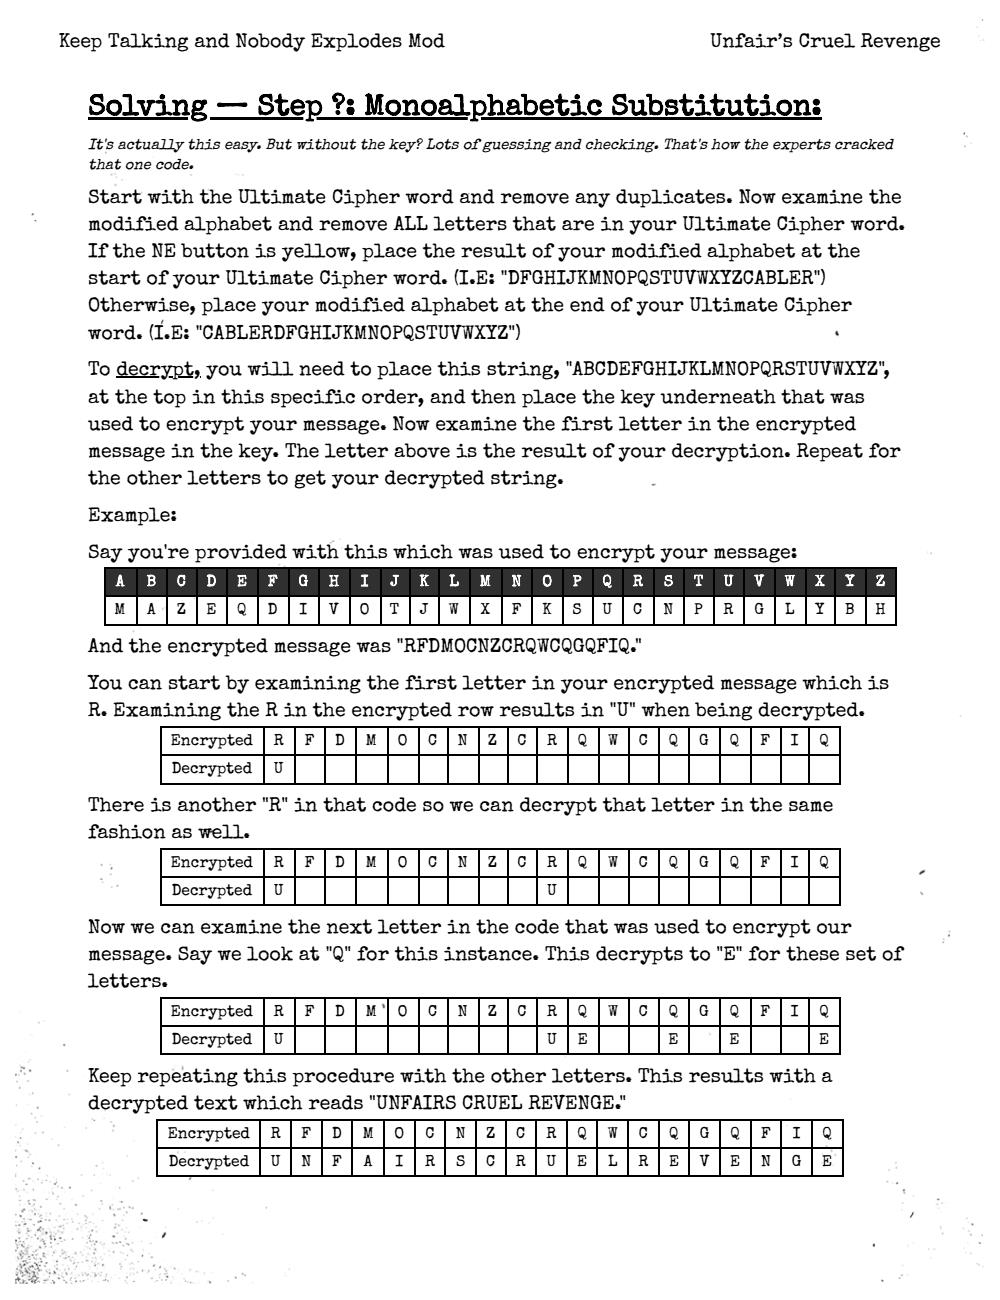 Keep Talking and Nobody Explodes Mod Unfair's Cruel Revenge
Solving — Step ?: Monoalphabetic Substitution:
It's actually this easy. But without the key? Lots of guessing and checking. That's how the experts cracked
that one code.
Start with the Ultimate Cipher word and remove any duplicates. Now examine the
modified alphabet and remove ALL letters that are in your Ultimate Cipher word.
If the NE button is yellow, place the result of your modified alphabet at the
start of your Ultimate Cipher word. (I.E: "DFGHIJKMNOPQSTUVWXYZCABLER")
Otherwise, place your modified alphabet at the end of your Ultimate Cipher
word. (I.E: "CABLERDFGHIJKMNOPQSTUVWXYZ")
To decrypt, you will need to place this string, "ABCDEFGHIJKLMNOPQRSTUVWXYZ",
at the top in this specific order, and then place the key underneath that was
used to encrypt your message. Now examine the first letter in the encrypted
message in the key. The letter above is the result of your decryption. Repeat for
the other letters to get your decrypted string.
Example:
Say you're provided with this which was used to encrypt your message:
A B C D E F G H I J K L M N O P Q R S T U V W X Y Z
M A Z E Q D I V O T J W X F K S U C N P R G L Y B H
And the encrypted message was "RFDMOCNZCRQWCQGQFIQ."
You can start by examining the first letter in your encrypted message which is
R. Examining the R in the encrypted row results in "U" when being decrypted.
Encrypted R F D M O C N Z C R Q W C Q G Q F I Q
Decrypted U
There is another "R" in that code so we can decrypt that letter in the same
fashion as well.
Encrypted R F D M O C N Z C R Q W C Q G Q F I Q
Decrypted U U
Now we can examine the next letter in the code that was used to encrypt our
message. Say we look at "Q" for this instance. This decrypts to "E" for these set of
letters.
Encrypted R F D M O C N Z C R Q W C Q G Q F I Q
Decrypted U U E E E E
Keep repeating this procedure with the other letters. This results with a
decrypted text which reads "UNFAIRS CRUEL REVENGE."
Encrypted R F D M O C N Z C R Q W C Q G Q F I Q
Decrypted U N F A I R S C R U E L R E V E N G E